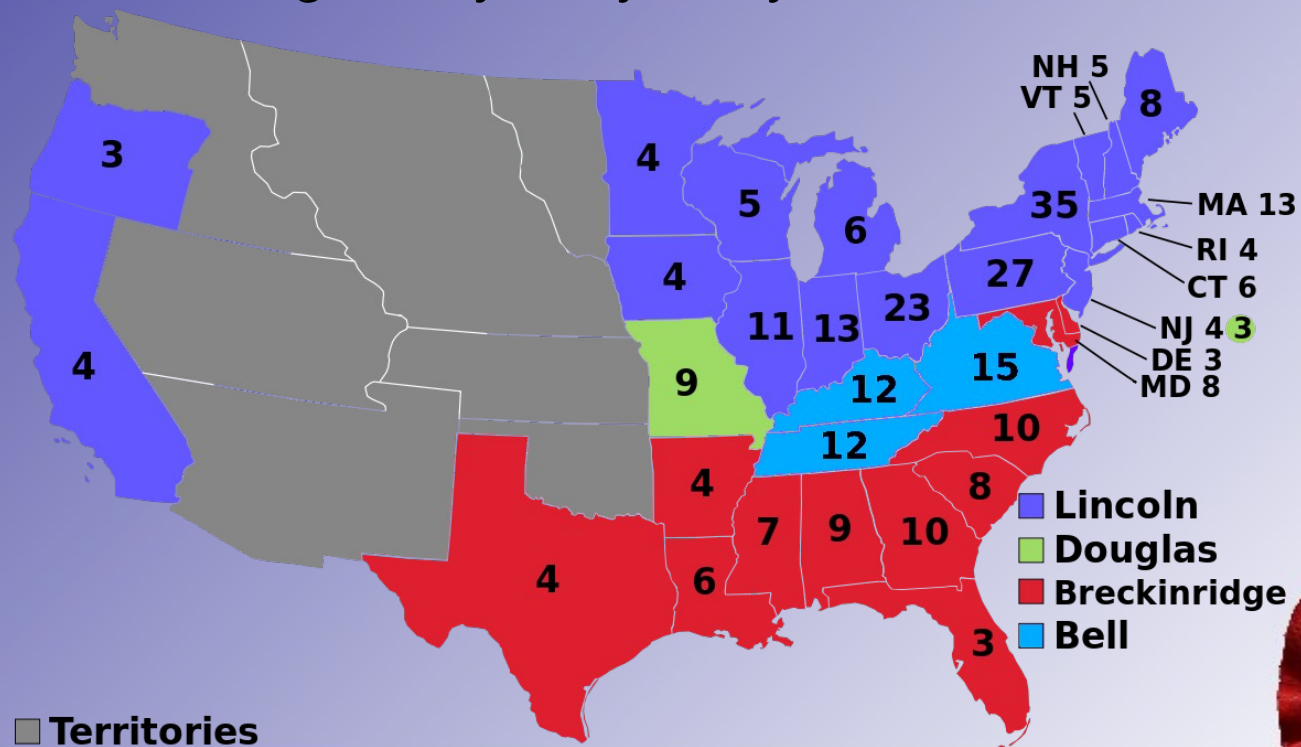 NH 5
VT 5
8
3
4
5
35
MA 13
6
RI 4
27
4
CT 6
23
11
13
NJ 4 3
DE 3
4
15
9
12
MD 8
10
12
4
8
7
9
10
Lincoln
Douglas
4
6
Breckinridge
Bell
3
Territories